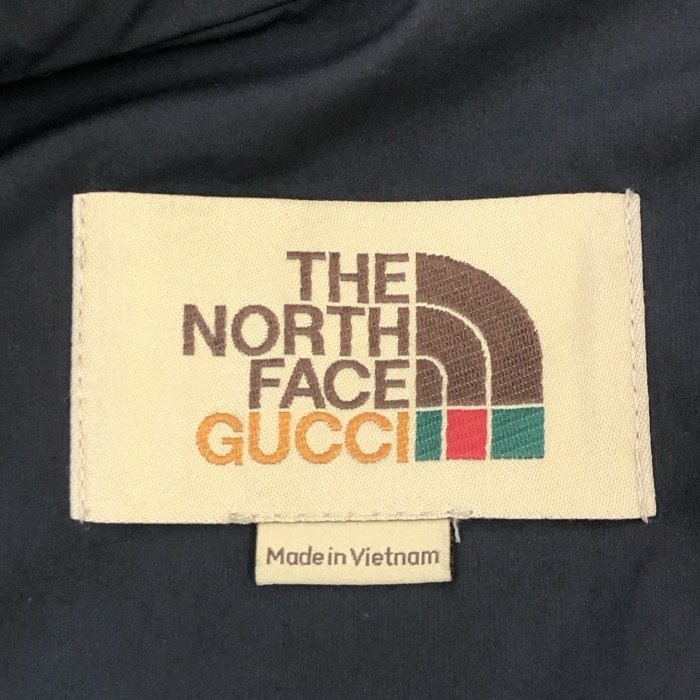 THE
NORTH
FACE
GUCCI
Made in Vietnam